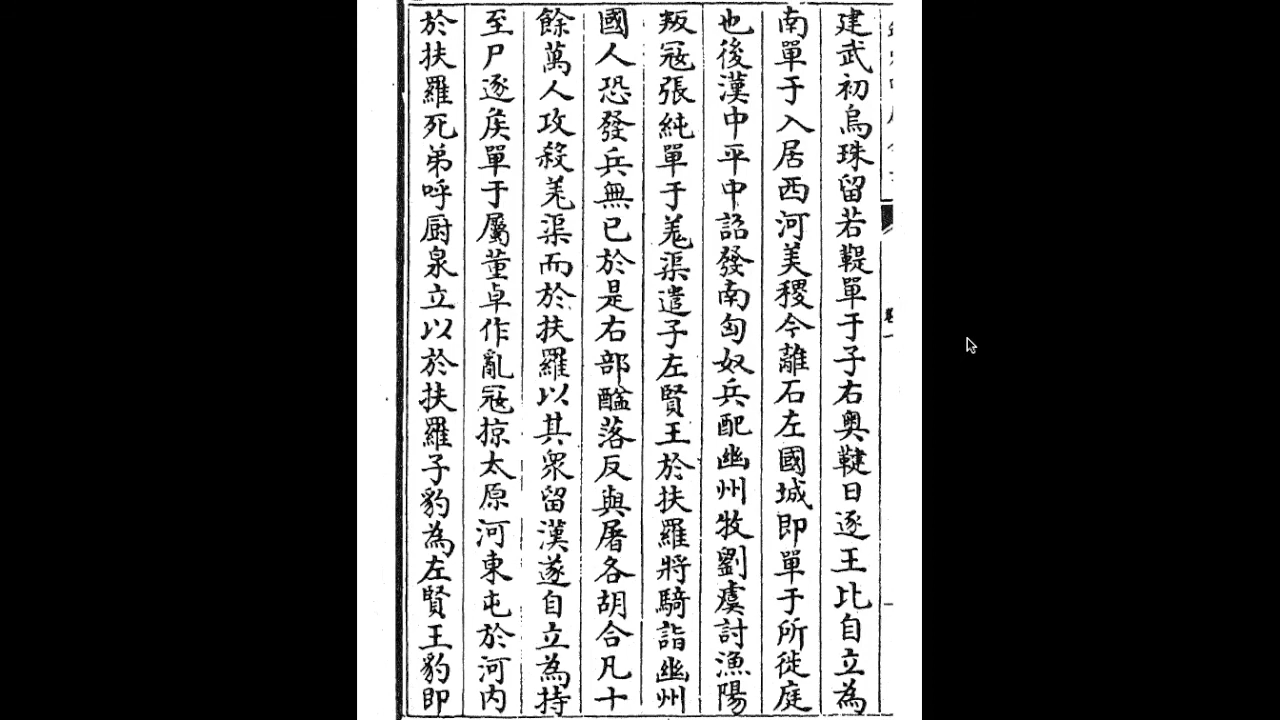 建武初烏珠留若鞮單于子右奥鞬日逐王比自立為
南單于入居西河美稷今離石左國城即單于所徙庭
也後漢中平中詔發南匈奴兵配幽州牧劉虞討漁陽
叛冦張純單于羌渠遣子左賢王於扶羅將騎詣幽州
國人恐發兵無已於是右部䤈落反與屠各胡合凡十
餘萬人攻殺羌渠而於扶羅以其衆留漢遂自立為持
至尸逐矦單于屬董卓作亂冦掠太原河東屯於河内
於扶羅死弟呼厨泉立以於扶羅子豹為左賢王豹即